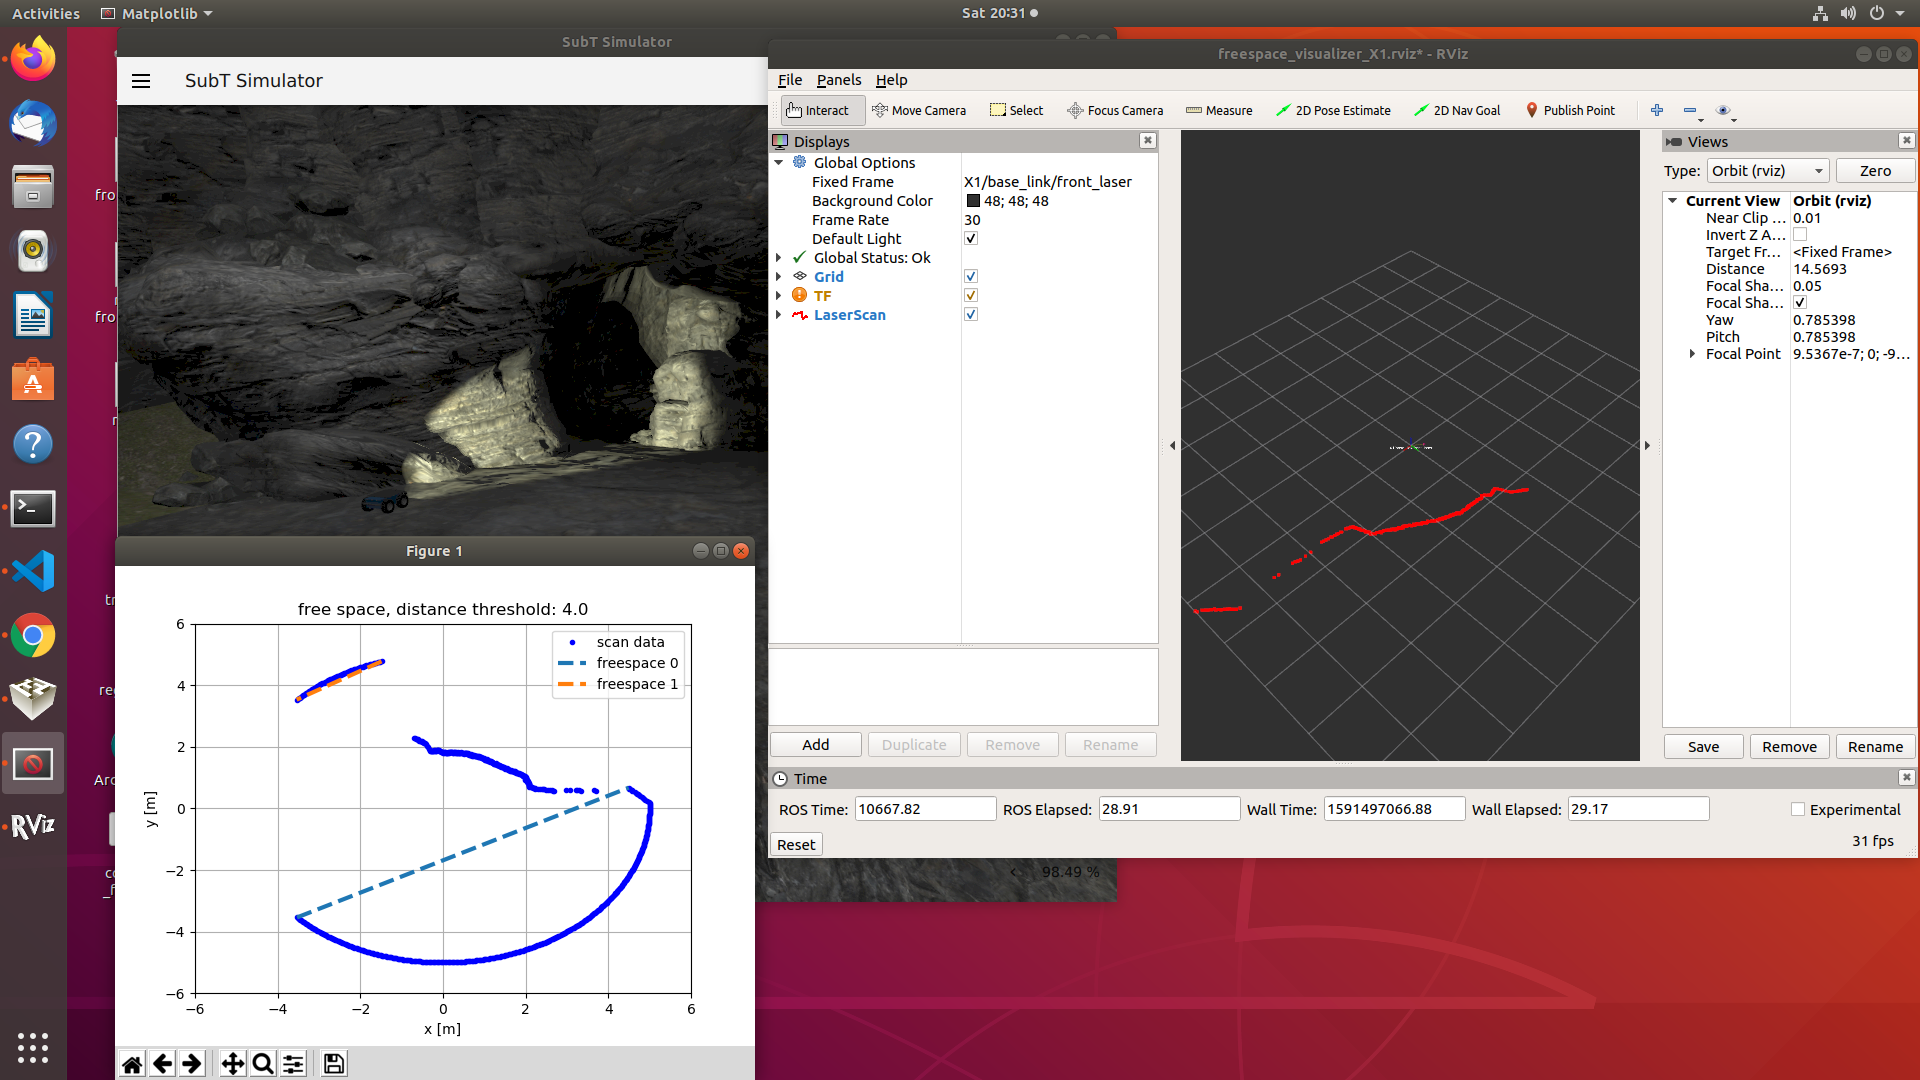 Activities
Matplotlib
Sat 20:31
SubT Simulator
SubT Simulator
fro
fro
r
tr
reg
Aro
co
_f
98.49 %
freespace_visualizer_X1.rviz* - RViz
File Panels Help
Interact Move Camera Select Focus Camera Measure 2D Pose Estimate 2D Nav Goal Publish Point
Displays
Global Options
Fixed Frame X1/base_link/front_laser
Background Color 48; 48; 48
Frame Rate 30
Default Light
Global Status: Ok
Grid
TF
LaserScan
Add Duplicate Remove Rename
Views
Type: Orbit (rviz) Zero
Current View Orbit (rviz)
Near Clip ... 0.01
Invert Z A...
Target Fr... <Fixed Frame>
Distance 14.5693
Focal Sha... 0.05
Focal Sha...
Yaw 0.785398
Pitch 0.785398
Focal Point 9.5367e-7; 0; -9...
Save Remove Rename
Time
ROS Time: 10667.82 ROS Elapsed: 28.91 Wall Time: 1591497066.88 Wall Elapsed: 29.17 Experimental
Reset
31 fps
Figure 1
free space, distance threshold: 4.0
scan data
freespace 0
freespace 1
6
4
2
0
−2
−4
−6
y [m]
−6 −4 −2 0 2 4 6
x [m]
RViz